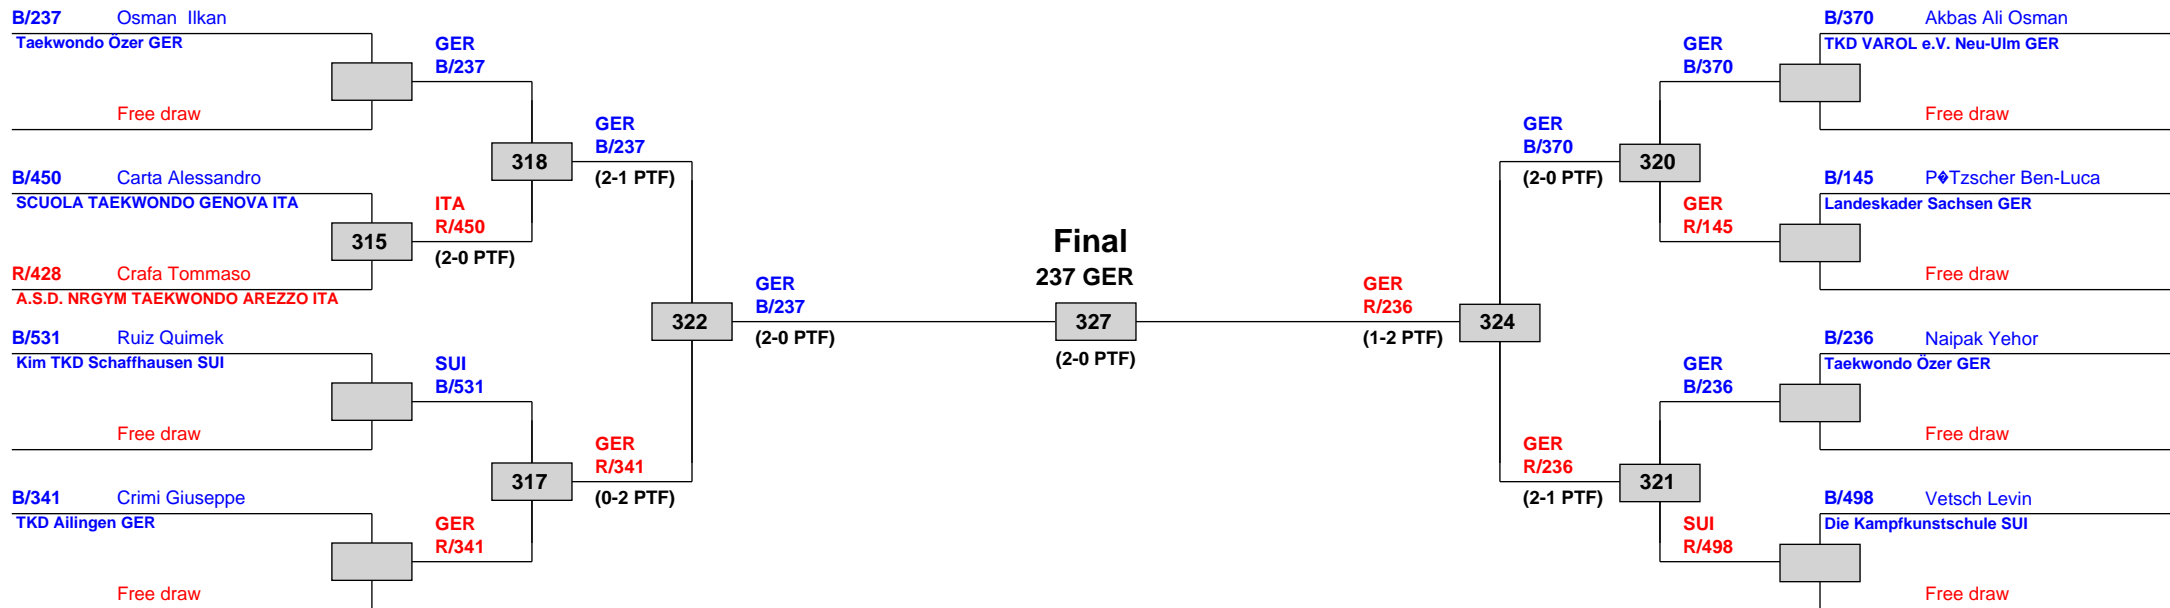 B/237 Osman Ilkan
Taekwondo Özer GER
Free draw
B/450 Carta Alessandro
SCUOLA TAEKWONDO GENOVA ITA
R/428 Crafa Tommaso
A.S.D. NRGYM TAEKWONDO AREZZO ITA
B/531 Ruiz Quimek
Kim TKD Schaffhausen SUI
Free draw
B/341 Crimi Giuseppe
TKD Ailingen GER
Free draw
GER
B/237
315
ITA
R/450
(2-0 PTF)
SUI
B/531
GER
R/341
318
GER
B/237
(2-1 PTF)
317
GER
R/341
(0-2 PTF)
322
GER
B/237
(2-0 PTF)
Final
237 GER
327
(2-0 PTF)
GER
R/236
(1-2 PTF)
324
GER
B/370
(2-0 PTF)
320
GER
R/236
(2-1 PTF)
321
GER
B/370
GER
R/145
GER
B/236
SUI
R/498
B/370 Akbas Ali Osman
TKD VAROL e.V. Neu-Ulm GER
Free draw
B/145 P�Tzscher Ben-Luca
Landeskader Sachsen GER
Free draw
B/236 Naipak Yehor
Taekwondo Özer GER
Free draw
B/498 Vetsch Levin
Die Kampfkunstschule SUI
Free draw